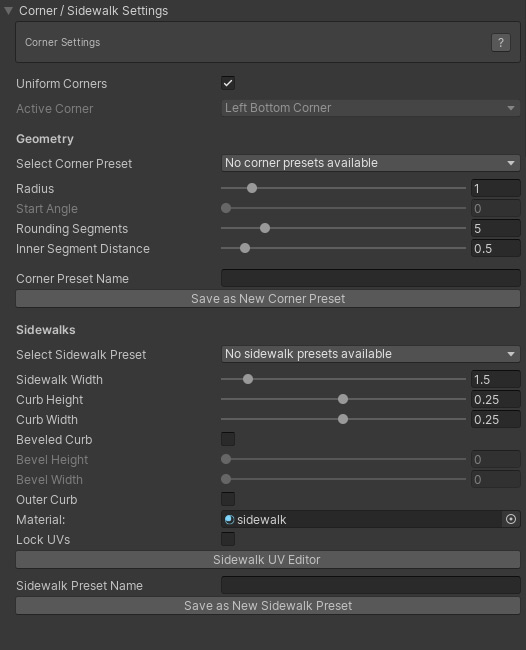 Corner / Sidewalk Settings
Corner Settings ?
Uniform Corners
Active Corner Left Bottom Corner
Geometry
Select Corner Preset No corner presets available
Radius 1
Start Angle 0
Rounding Segments 5
Inner Segment Distance 0.5
Corner Preset Name
Save as New Corner Preset
Sidewalks
Select Sidewalk Preset No sidewalk presets available
Sidewalk Width 1.5
Curb Height 0.25
Curb Width 0.25
Beveled Curb
Bevel Height 0
Bevel Width 0
Outer Curb
Material: sidewalk
Lock UVs
Sidewalk UV Editor
Sidewalk Preset Name
Save as New Sidewalk Preset